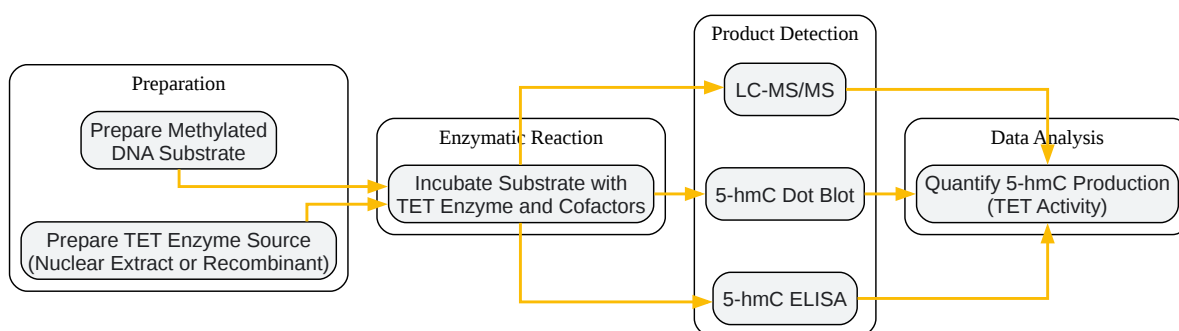 Preparation
Prepare Methylated
DNA Substrate
Prepare TET Enzyme Source
(Nuclear Extract or Recombinant)
Enzymatic Reaction
Incubate Substrate with
TET Enzyme and Cofactors
Product Detection
LC-MS/MS
5-hmC Dot Blot
5-hmC ELISA
Data Analysis
Quantify 5-hmC Production
(TET Activity)